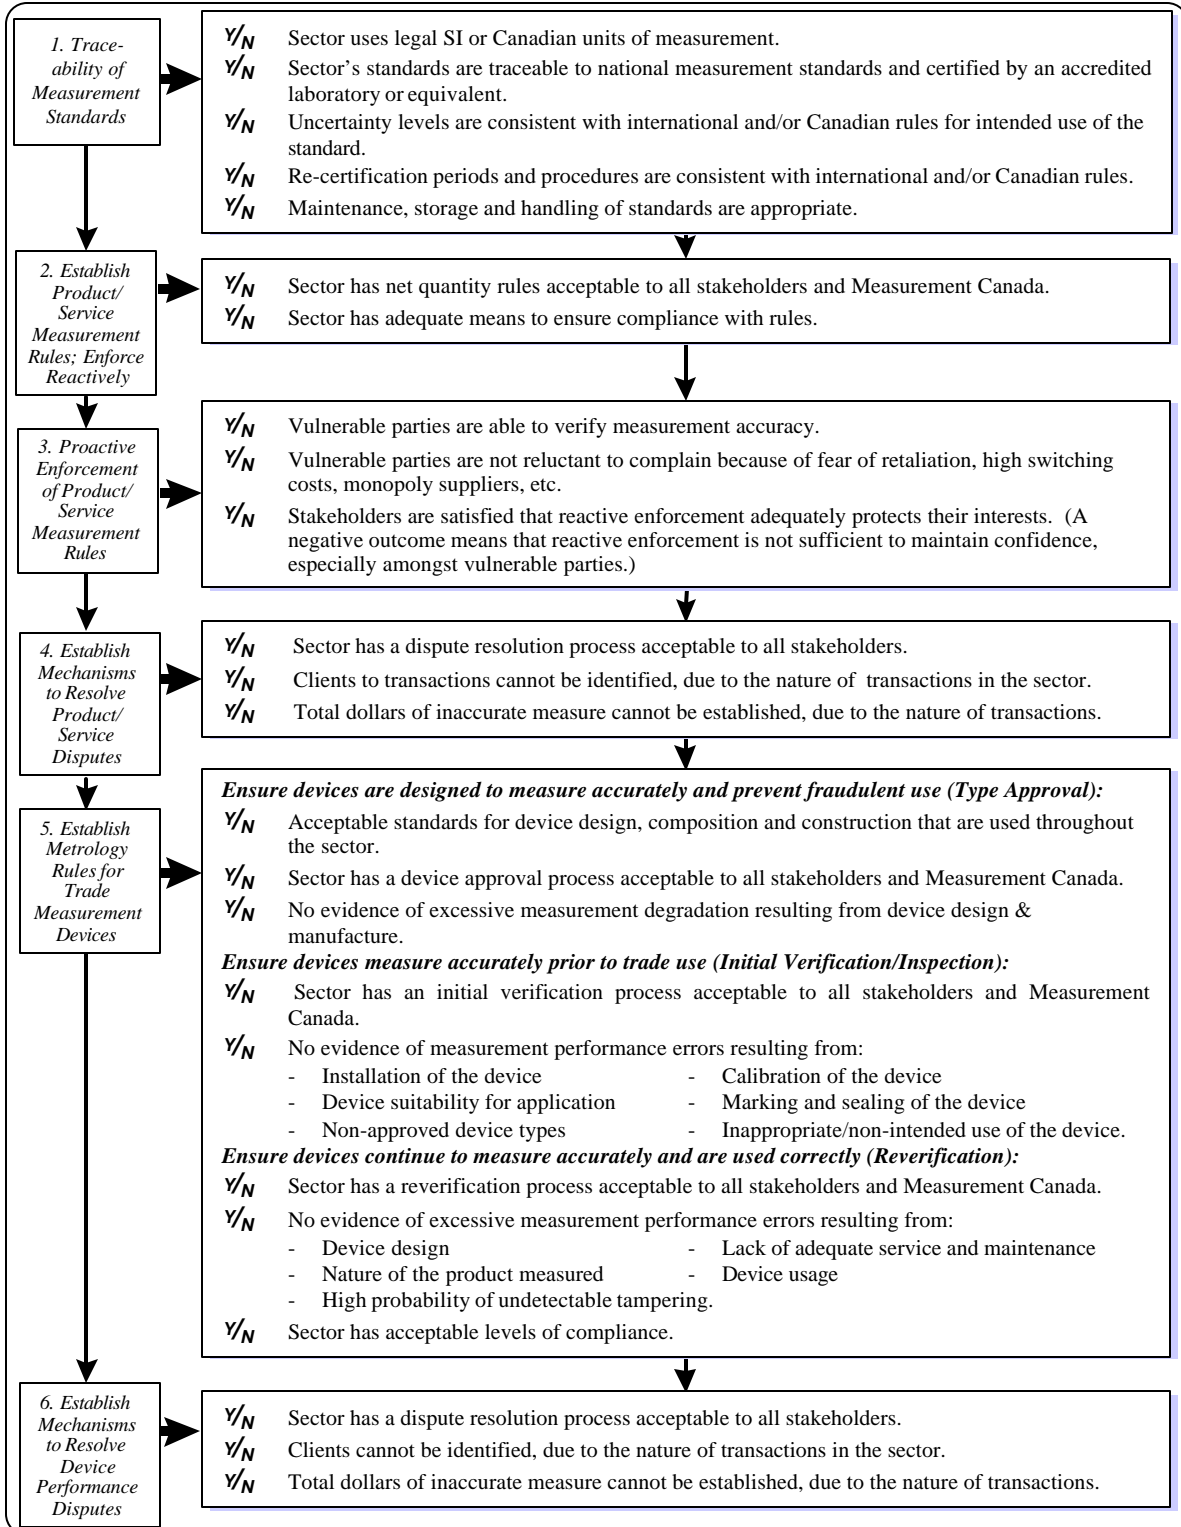 1. Trace-
ability of
Measurement
Standards
Y/N Sector uses legal SI or Canadian units of measurement.
Y/N Sector's standards are traceable to national measurement standards and certified by an accredited
laboratory or equivalent.
Y/N Uncertainty levels are consistent with international and/or Canadian rules for intended use of the
standard.
Y/N Re-certification periods and procedures are consistent with international and/or Canadian rules.
Y/N Maintenance, storage and handling of standards are appropriate.
2. Establish
Product/
Service
Measurement
Rules; Enforce
Reactively
Y/N Sector has net quantity rules acceptable to all stakeholders and Measurement Canada.
Y/N Sector has adequate means to ensure compliance with rules.
3. Proactive
Enforcement
of Product/
Service
Measurement
Rules
Y/N Vulnerable parties are able to verify measurement accuracy.
Y/N Vulnerable parties are not reluctant to complain because of fear of retaliation, high switching
costs, monopoly suppliers, etc.
Y/N Stakeholders are satisfied that reactive enforcement adequately protects their interests. (A
negative outcome means that reactive enforcement is not sufficient to maintain confidence,
especially amongst vulnerable parties.)
4. Establish
Mechanisms
to Resolve
Product/
Service
Disputes
Y/N Sector has a dispute resolution process acceptable to all stakeholders.
Y/N Clients to transactions cannot be identified, due to the nature of transactions in the sector.
Y/N Total dollars of inaccurate measure cannot be established, due to the nature of transactions.
5. Establish
Metrology
Rules for
Trade
Measurement
Devices
Ensure devices are designed to measure accurately and prevent fraudulent use (Type Approval):
Y/N Acceptable standards for device design, composition and construction that are used throughout
the sector.
Y/N Sector has a device approval process acceptable to all stakeholders and Measurement Canada.
Y/N No evidence of excessive measurement degradation resulting from device design &
manufacture.
Ensure devices measure accurately prior to trade use (Initial Verification/Inspection):
Y/N Sector has an initial verification process acceptable to all stakeholders and Measurement
Canada.
Y/N No evidence of measurement performance errors resulting from:
- Installation of the device - Calibration of the device
- Device suitability for application - Marking and sealing of the device
- Non-approved device types - Inappropriate/non-intended use of the device.
Ensure devices continue to measure accurately and are used correctly (Reverification):
Y/N Sector has a reverification process acceptable to all stakeholders and Measurement Canada.
Y/N No evidence of excessive measurement performance errors resulting from:
- Device design - Lack of adequate service and maintenance
- Nature of the product measured - Device usage
- High probability of undetectable tampering.
Y/N Sector has acceptable levels of compliance.
6. Establish
Mechanisms
to Resolve
Device
Performance
Disputes
Y/N Sector has a dispute resolution process acceptable to all stakeholders.
Y/N Clients cannot be identified, due to the nature of transactions in the sector.
Y/N Total dollars of inaccurate measure cannot be established, due to the nature of transactions.